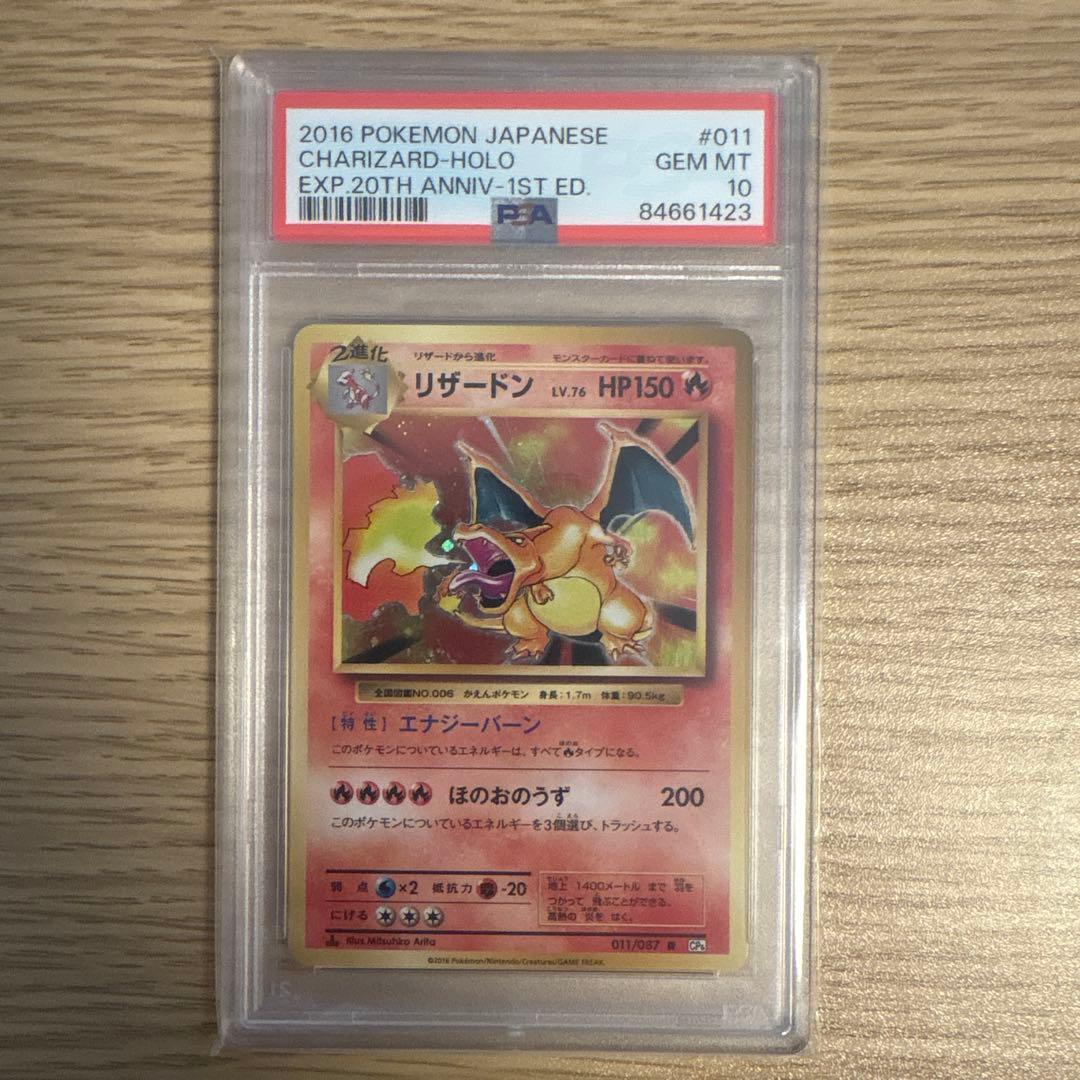 2016 POKEMON JAPANESE #011
CHARIZARD-HOLO GEM MT
EXP.20TH ANNIV-1ST ED. 10
PSA 84661423
2進化 リザードから進化 モンスターカードに重ねて使います。
リザードン LV.76 HP150
全国図鑑NO.006 かえんポケモン 身長:1.7m 体重:90.5kg
[特性] エナジーバーン
このポケモンについているエネルギーは、すべてタイプになる。
ほのおのうず 200
このポケモンについているエネルギーを3個選び、トラッシュする。
弱点 ×2 抵抗力 -20
にげる
地上 1400メートル まで 羽を
つかって 飛ぶことができる。
高熱の 炎を はく。
Illus.Mitsuhiro Arita 011/087 CP6
©2016 Pokémon/Nintendo/Creatures/GAME FREAK.